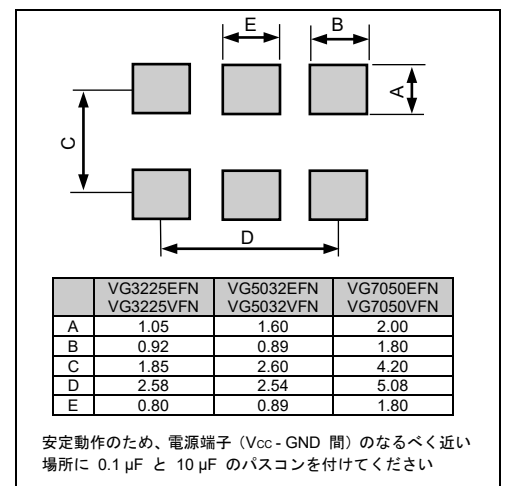 E
B
A
C
D
VG3225EFN VG5032EFN VG7050EFN
VG3225VFN VG5032VFN VG7050VFN
A 1.05 1.60 2.00
B 0.92 0.89 1.80
C 1.85 2.60 4.20
D 2.58 2.54 5.08
E 0.80 0.89 1.80
安定動作のため、電源端子（Vcc - GND 間）のなるべく近い
場所に 0.1 µF と 10 µF のパスコンを付けてください